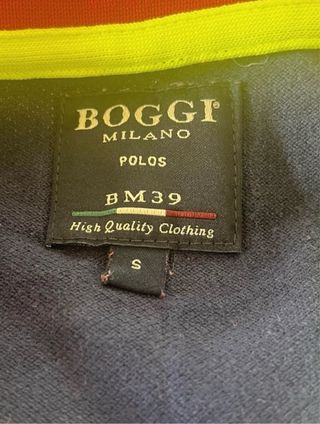 BOGGI®
MILANO
POLOS
BM39
High Quality Clothing
S